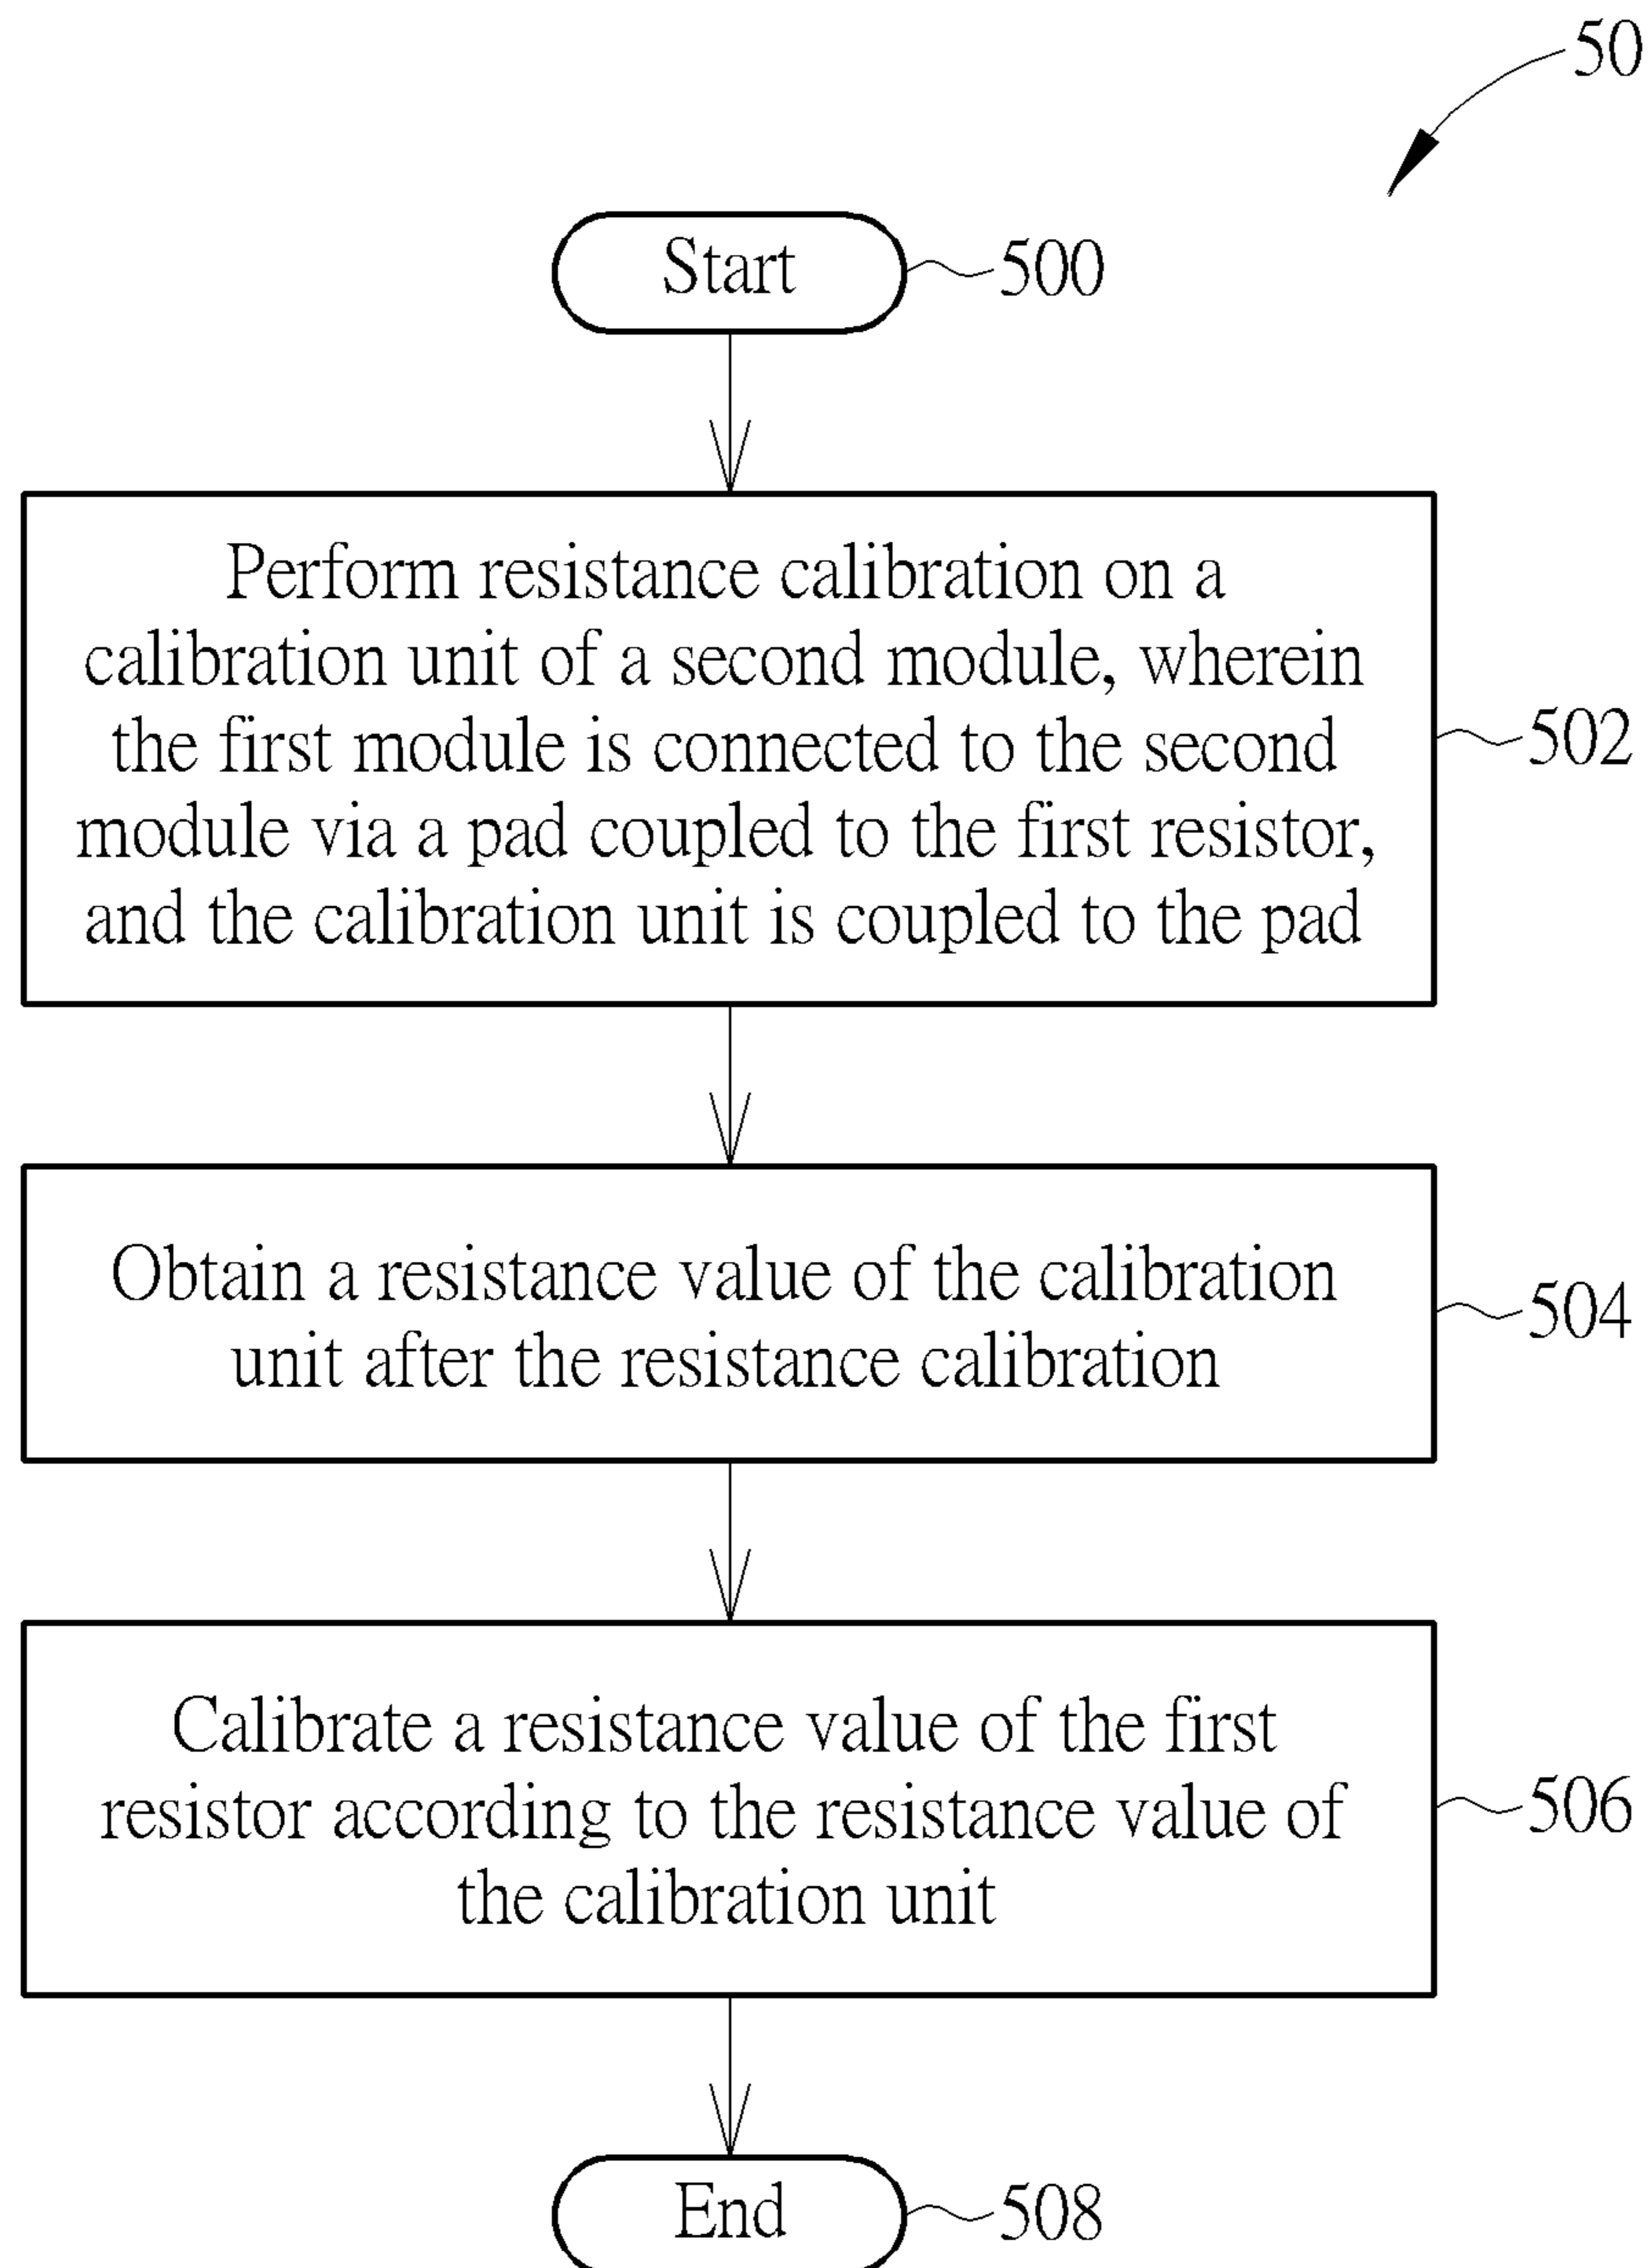 50
Start
500
Perform resistance calibration on a
calibration unit of a second module, wherein
the first module is connected to the second
module via a pad coupled to the first resistor,
and the calibration unit is coupled to the pad
502
Obtain a resistance value of the calibration
unit after the resistance calibration
504
Calibrate a resistance value of the first
resistor according to the resistance value of
the calibration unit
506
End
508